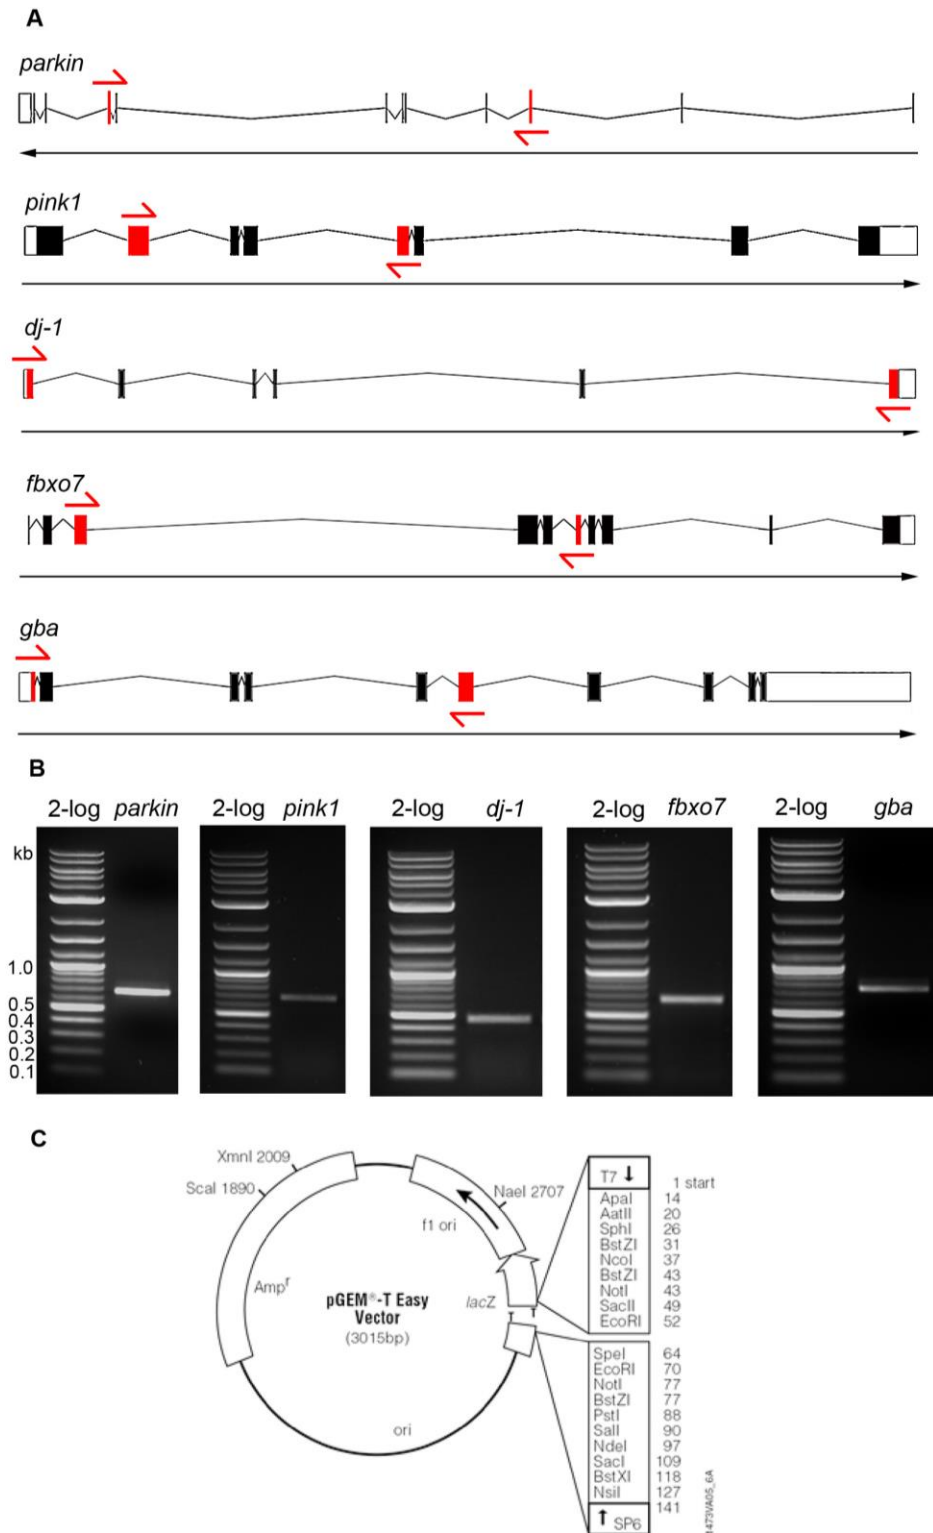 A
parkin
pink1
dj-1
fbxo7
gba
B
2-log parkin 2-log pink1 2-log dj-1 2-log fbxo7 2-log gba
kb
1.0
0.5
0.4
0.3
0.2
0.1
C
XmnI 2009
ScaI 1890
NaeI 2707
f1 ori
Ampr
pGEM®-T Easy
Vector
(3015bp)
lacZ
T T
ori
T7 ↓ 1 start
ApaI 14
AatII 20
SphI 26
BstZI 31
NcoI 37
BstZI 43
NotI 43
SacII 49
EcoRI 52
SpeI 64
EcoRI 70
NotI 77
BstZI 77
PstI 88
SalI 90
NdeI 97
SacI 109
BstXI 118
NsiI 127
141
↑ SP6
1473VA05_6A